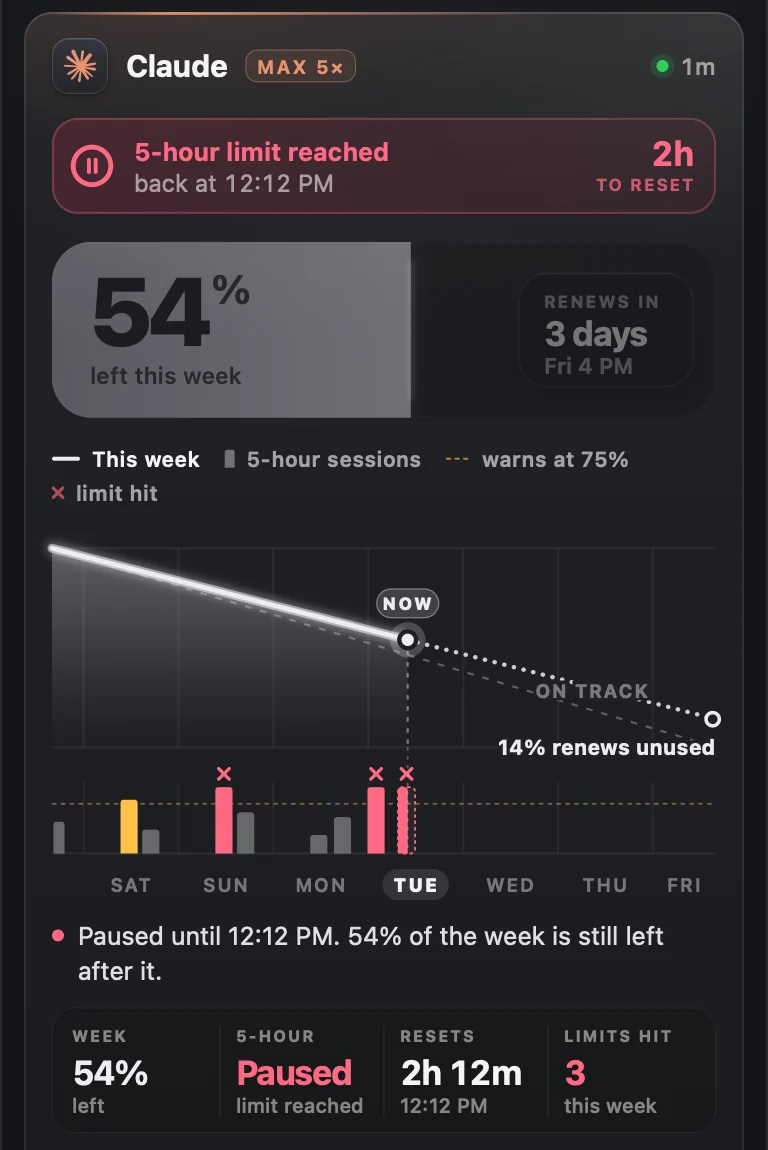 Claude MAX 5× 1m
5-hour limit reached
back at 12:12 PM
2h
TO RESET
54%
left this week
RENEWS IN
3 days
Fri 4 PM
This week 5-hour sessions warns at 75%
limit hit
NOW
ON TRACK
14% renews unused
SAT SUN MON TUE WED THU FRI
Paused until 12:12 PM. 54% of the week is still left
after it.
WEEK
54%
left
5-HOUR
Paused
limit reached
RESETS
2h 12m
12:12 PM
LIMITS HIT
3
this week